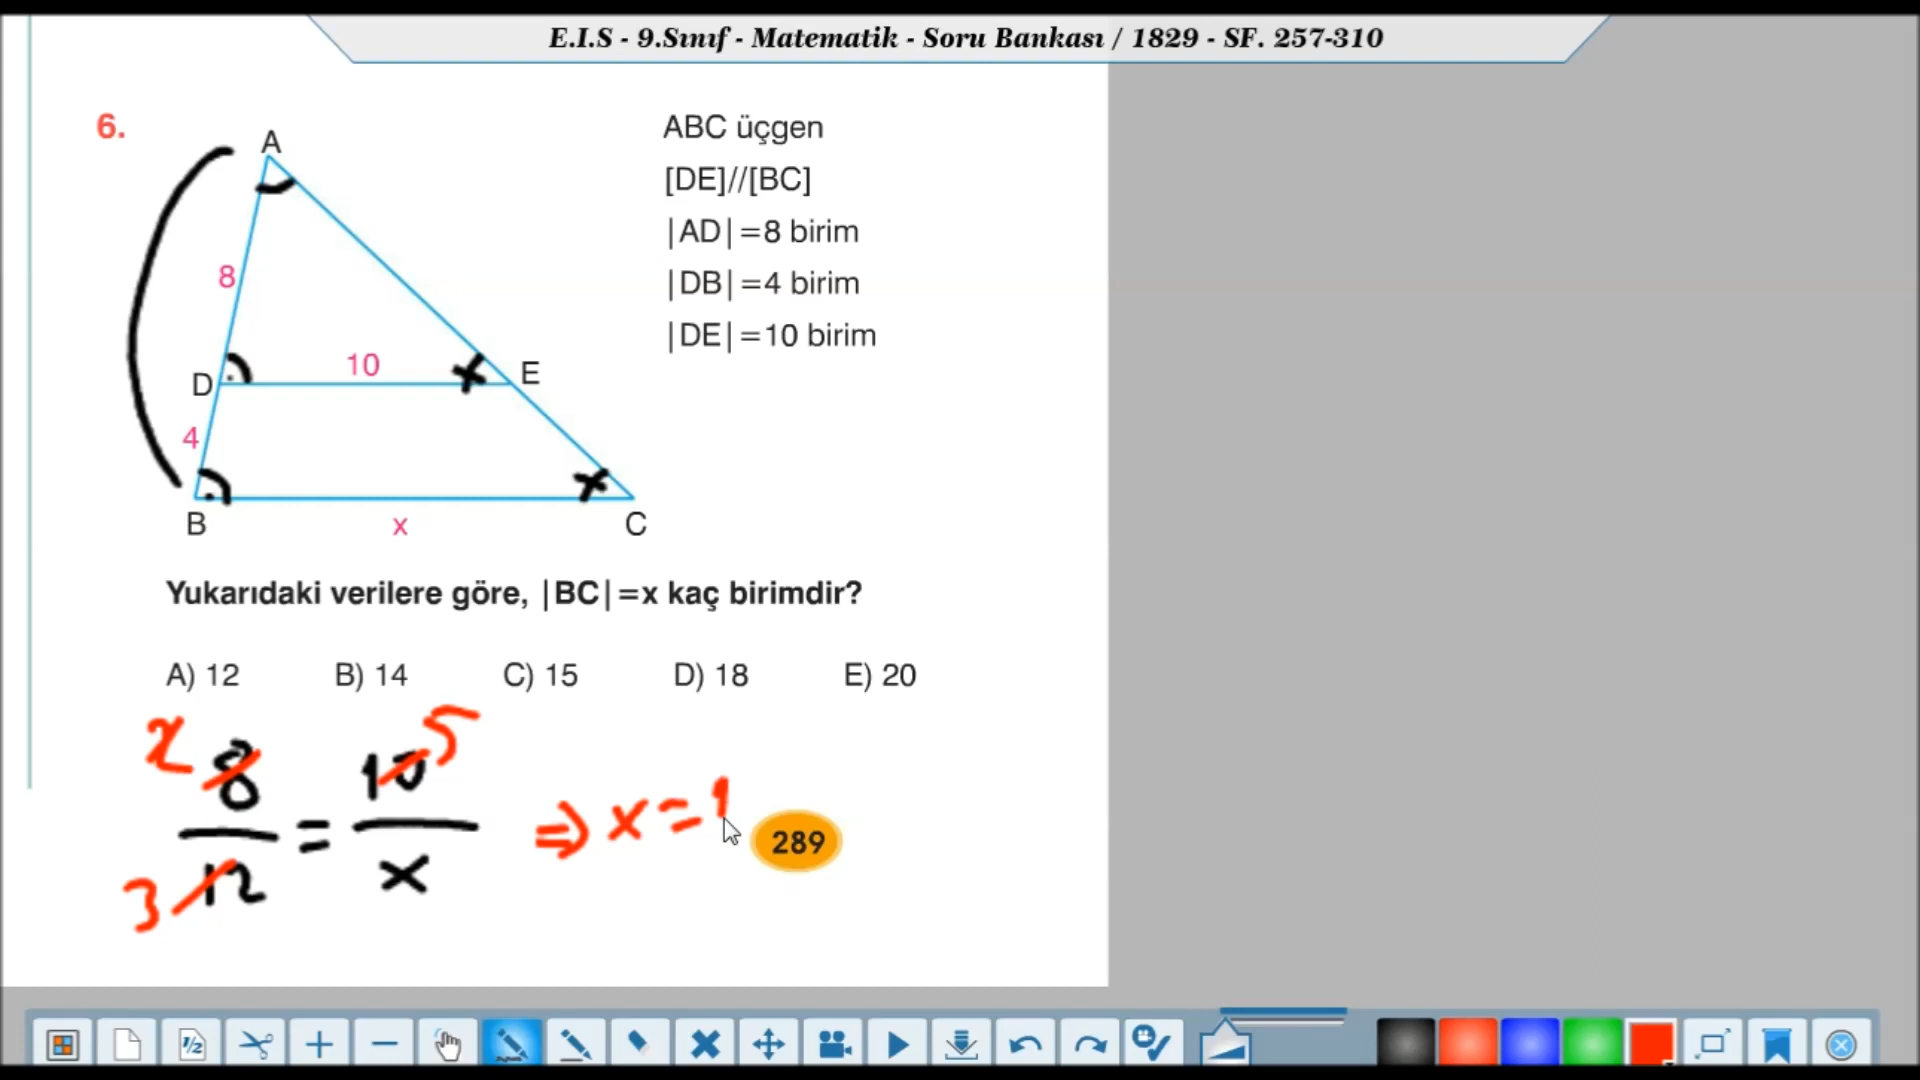 E.I.S - 9.Sınıf - Matematik - Soru Bankası / 1829 - SF. 257-310
6.
A
8
D
10
E
4
B
x
C
ABC üçgen
[DE]//[BC]
|AD|=8 birim
|DB|=4 birim
|DE|=10 birim
Yukarıdaki verilere göre, |BC|=x kaç birimdir?
A) 12 B) 14 C) 15 D) 18 E) 20
2 8 / 3 12 = 10 5 / x ⇒ x=1
289
1/2